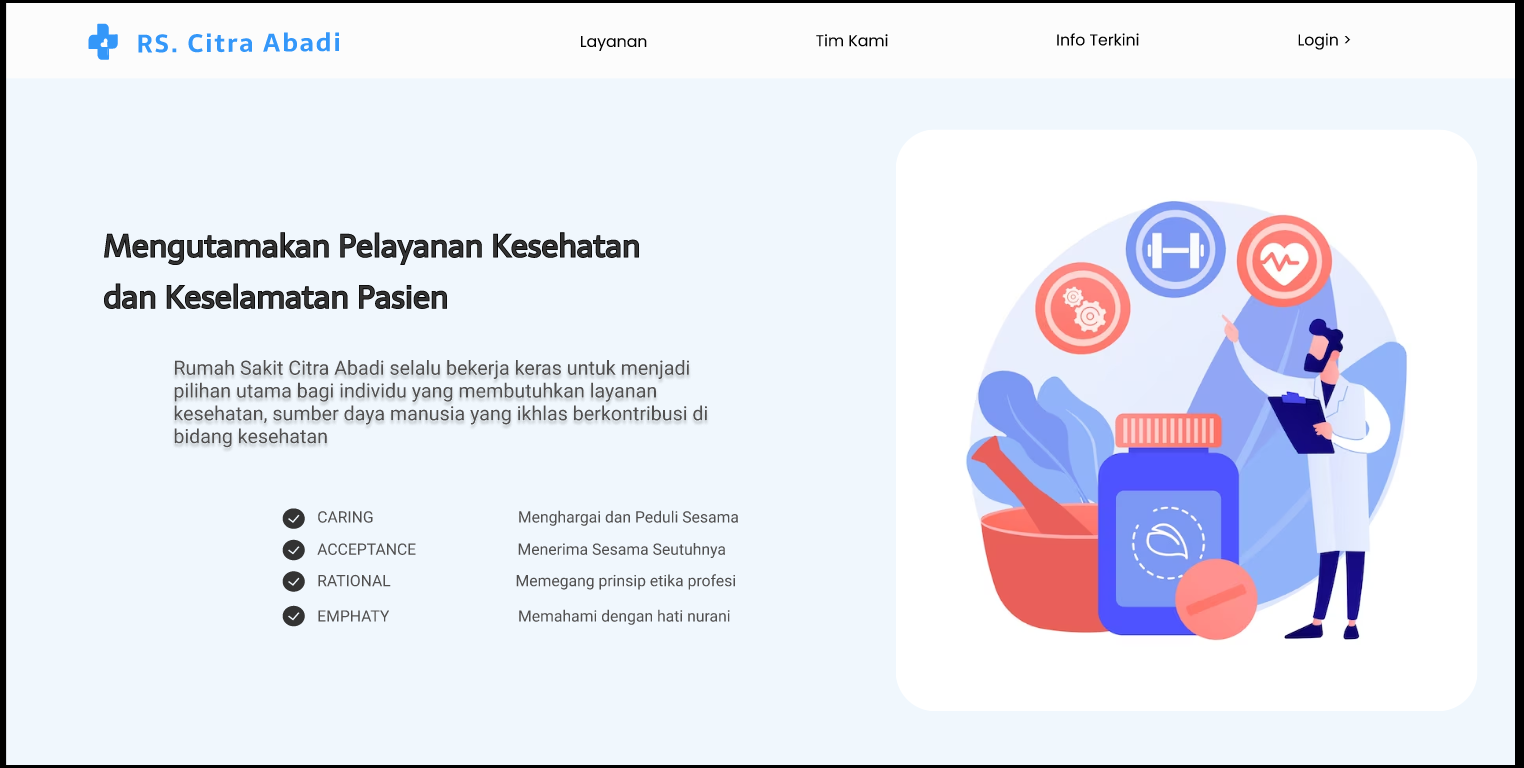 RS. Citra Abadi
Layanan
Tim Kami
Info Terkini
Login >
Mengutamakan Pelayanan Kesehatan
dan Keselamatan Pasien
Rumah Sakit Citra Abadi selalu bekerja keras untuk menjadi
pilihan utama bagi individu yang membutuhkan layanan
kesehatan, sumber daya manusia yang ikhlas berkontribusi di
bidang kesehatan
CARING Menghargai dan Peduli Sesama
ACCEPTANCE Menerima Sesama Seutuhnya
RATIONAL Memegang prinsip etika profesi
EMPHATY Memahami dengan hati nurani